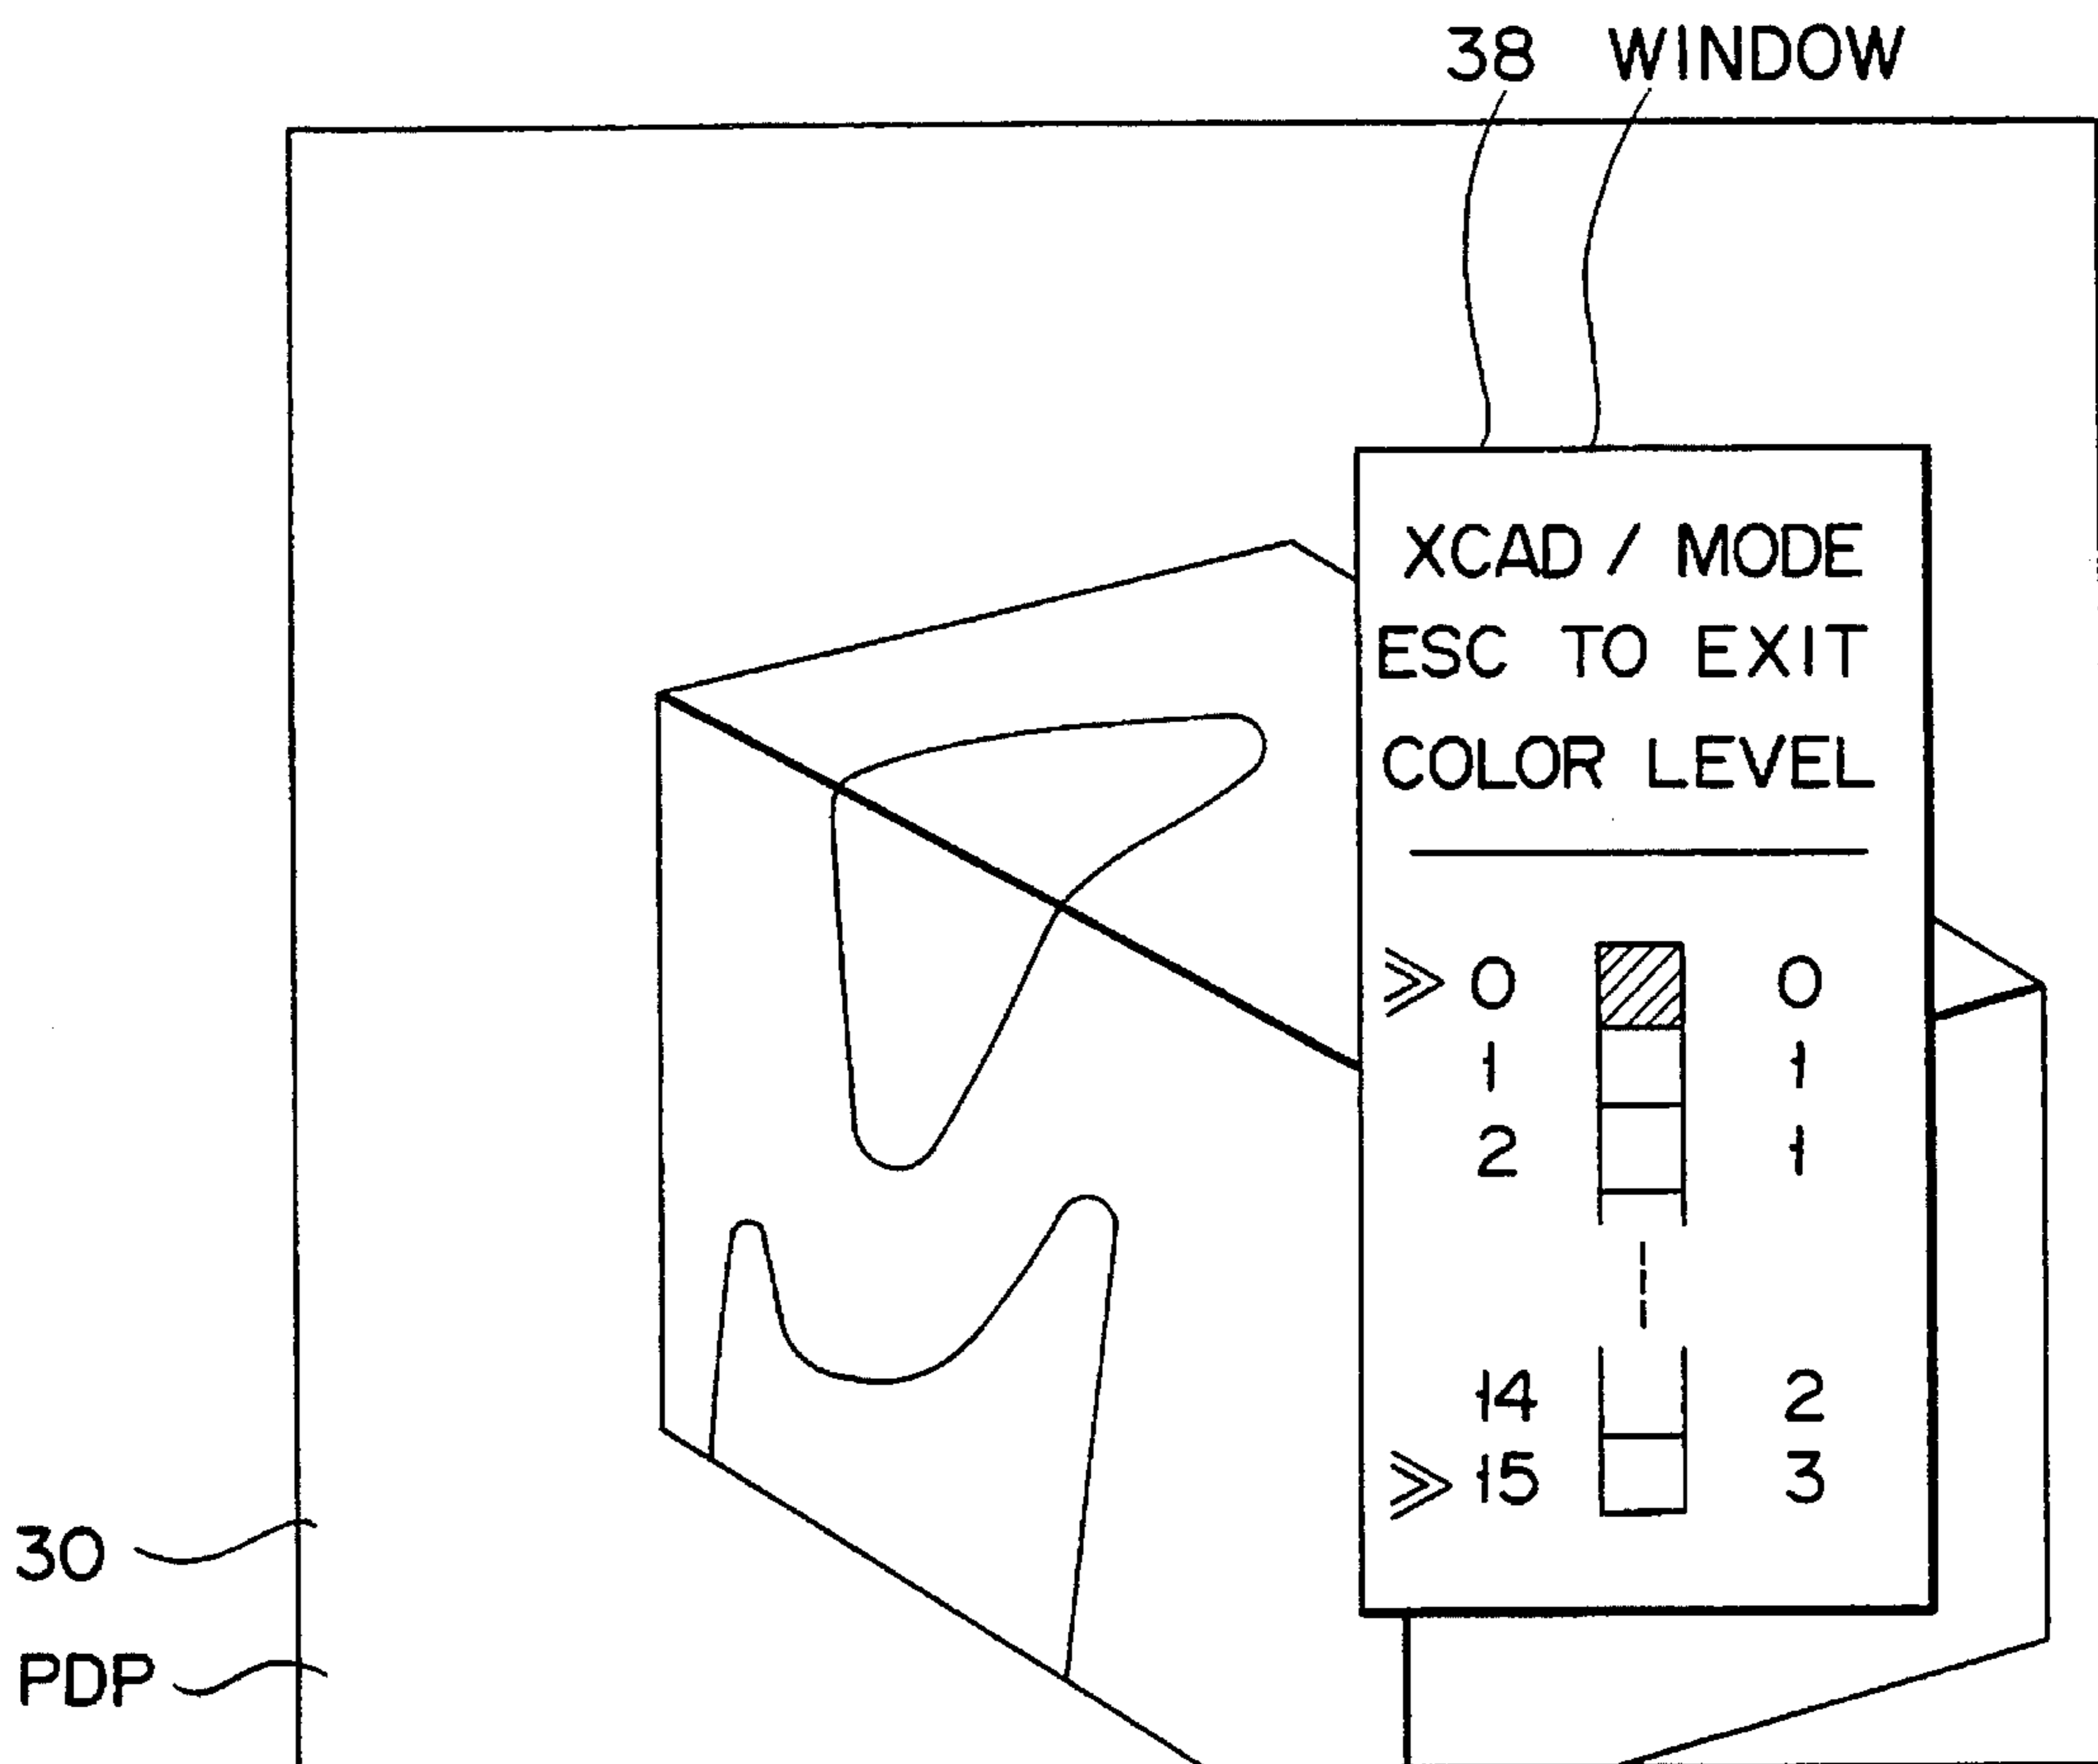 38 WINDOW
XCAD / MODE
ESC TO EXIT
COLOR LEVEL
≫ 0 0
1 1
2 1
14 2
≫ 15 3
30
PDP